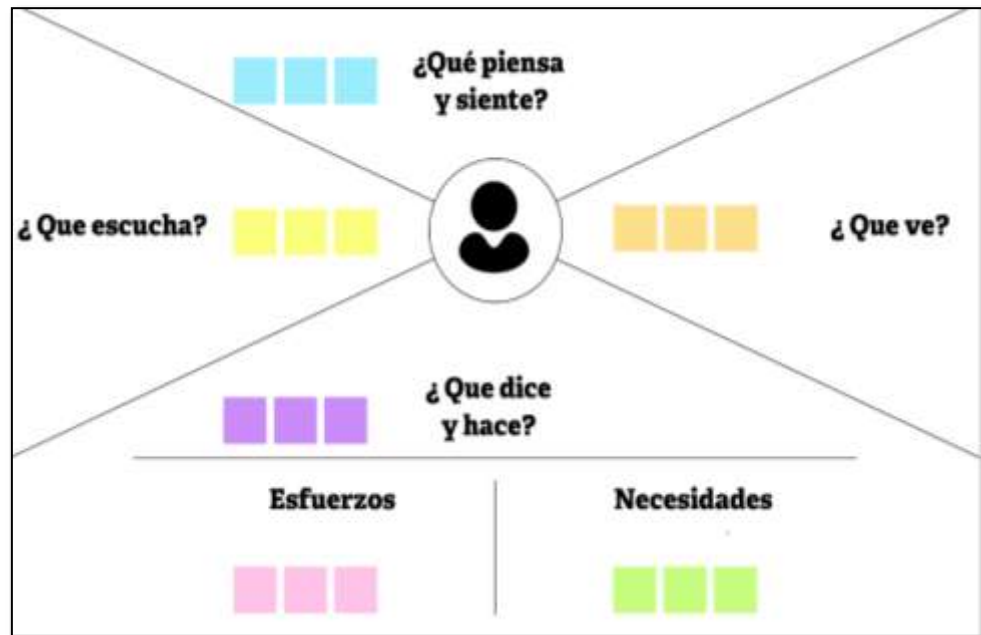 ¿Qué piensa
y siente?
¿ Que escucha?
¿ Que ve?
¿ Que dice
y hace?
Esfuerzos
Necesidades